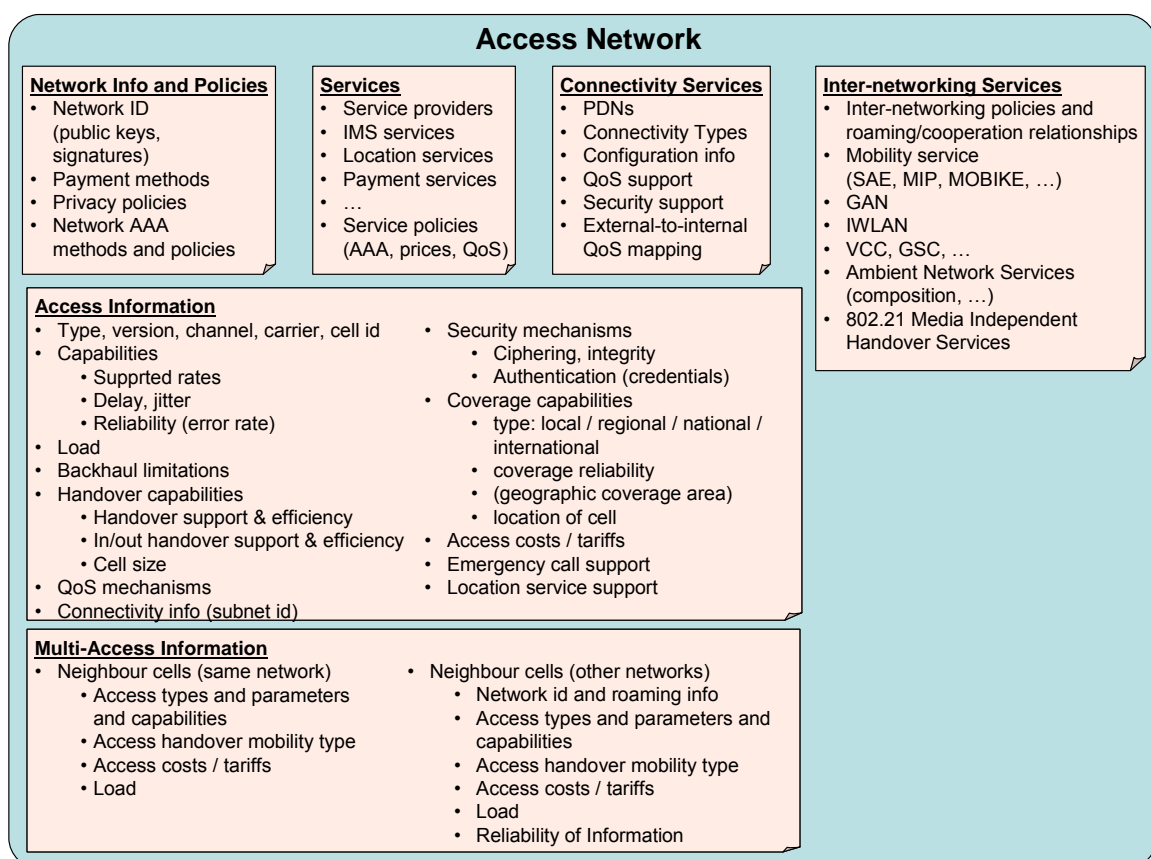 Access Network
Network Info and Policies
• Network ID
(public keys,
signatures)
• Payment methods
• Privacy policies
• Network AAA
methods and policies
Services
• Service providers
• IMS services
• Location services
• Payment services
• …
• Service policies
(AAA, prices, QoS)
Connectivity Services
• PDNs
• Connectivity Types
• Configuration info
• QoS support
• Security support
• External-to-internal
QoS mapping
Inter-networking Services
• Inter-networking policies and
roaming/cooperation relationships
• Mobility service
(SAE, MIP, MOBIKE, …)
• GAN
• IWLAN
• VCC, GSC, …
• Ambient Network Services
(composition, …)
• 802.21 Media Independent
Handover Services
Access Information
• Type, version, channel, carrier, cell id
• Capabilities
• Supprted rates
• Delay, jitter
• Reliability (error rate)
• Load
• Backhaul limitations
• Handover capabilities
• Handover support & efficiency
• In/out handover support & efficiency
• Cell size
• QoS mechanisms
• Connectivity info (subnet id)
• Security mechanisms
• Ciphering, integrity
• Authentication (credentials)
• Coverage capabilities
• type: local / regional / national /
international
• coverage reliability
• (geographic coverage area)
• location of cell
• Access costs / tariffs
• Emergency call support
• Location service support
Multi-Access Information
• Neighbour cells (same network)
• Access types and parameters
and capabilities
• Access handover mobility type
• Access costs / tariffs
• Load
• Neighbour cells (other networks)
• Network id and roaming info
• Access types and parameters and
capabilities
• Access handover mobility type
• Access costs / tariffs
• Load
• Reliability of Information